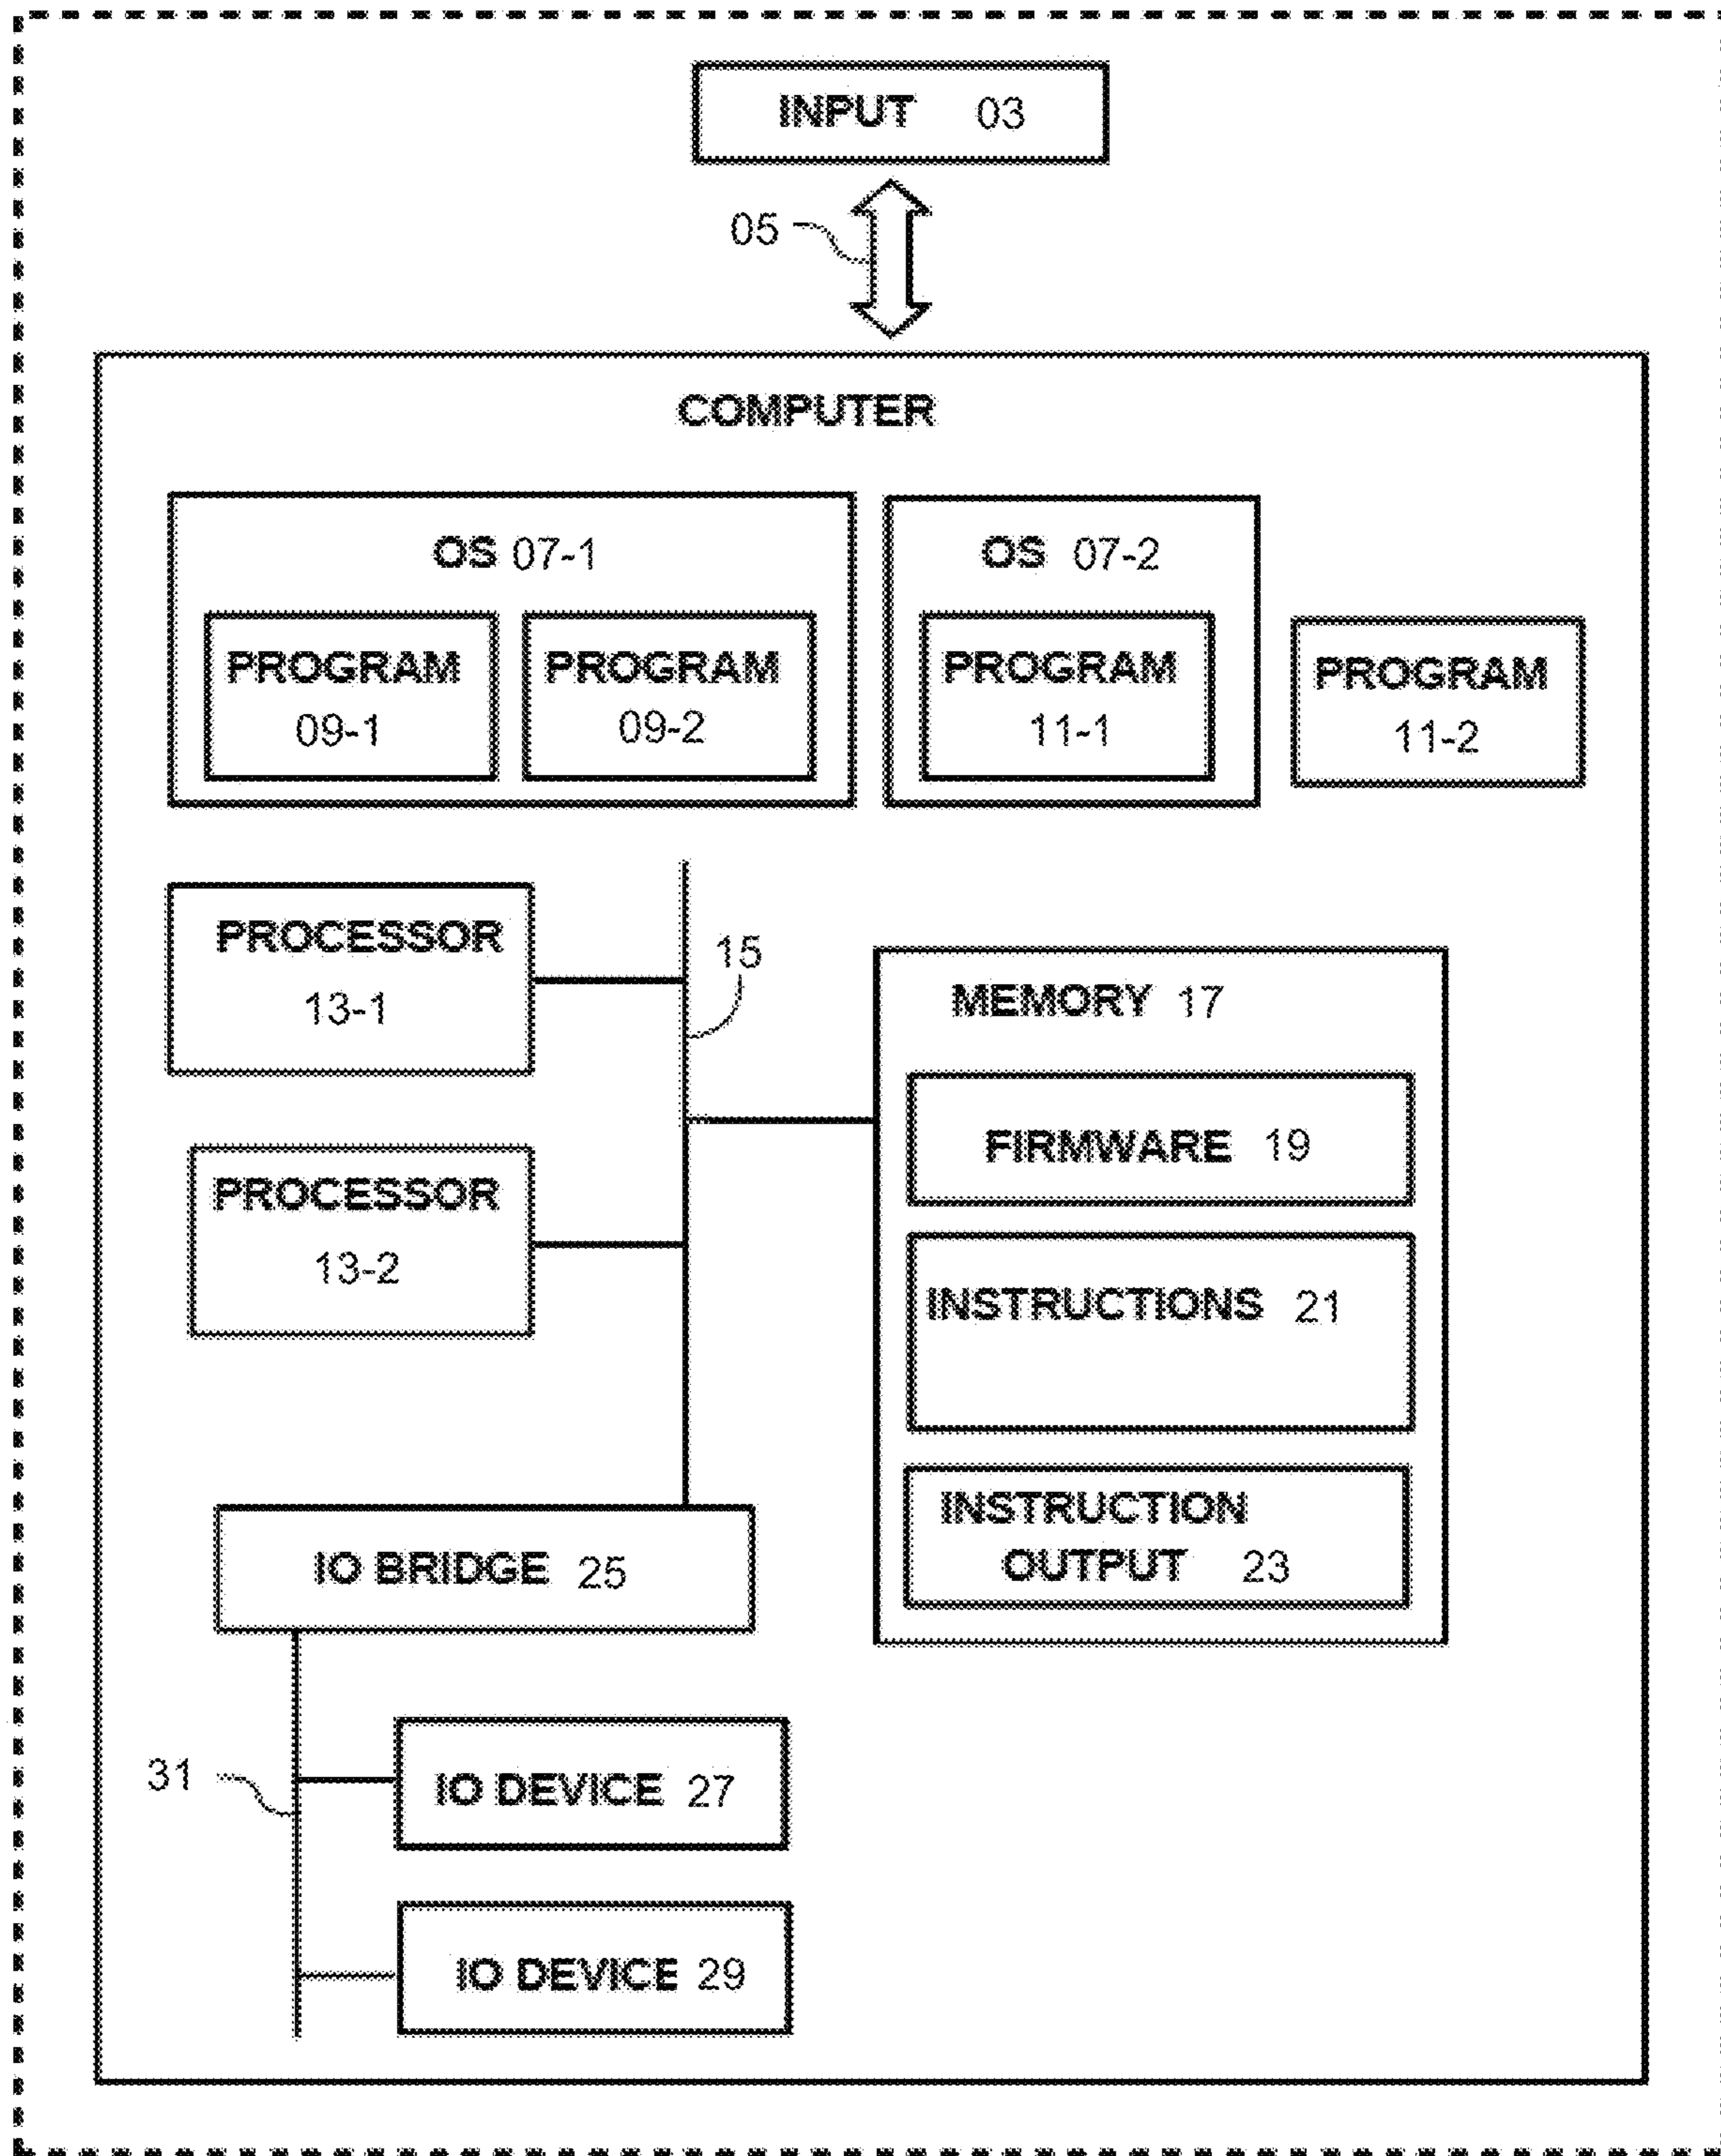 INPUT 03
05
COMPUTER
OS 07-1
PROGRAM
09-1
PROGRAM
09-2
OS 07-2
PROGRAM
11-1
PROGRAM
11-2
PROCESSOR
13-1
15
MEMORY 17
FIRMWARE 19
PROCESSOR
13-2
INSTRUCTIONS 21
INSTRUCTION
OUTPUT 23
IO BRIDGE 25
31
IO DEVICE 27
IO DEVICE 29